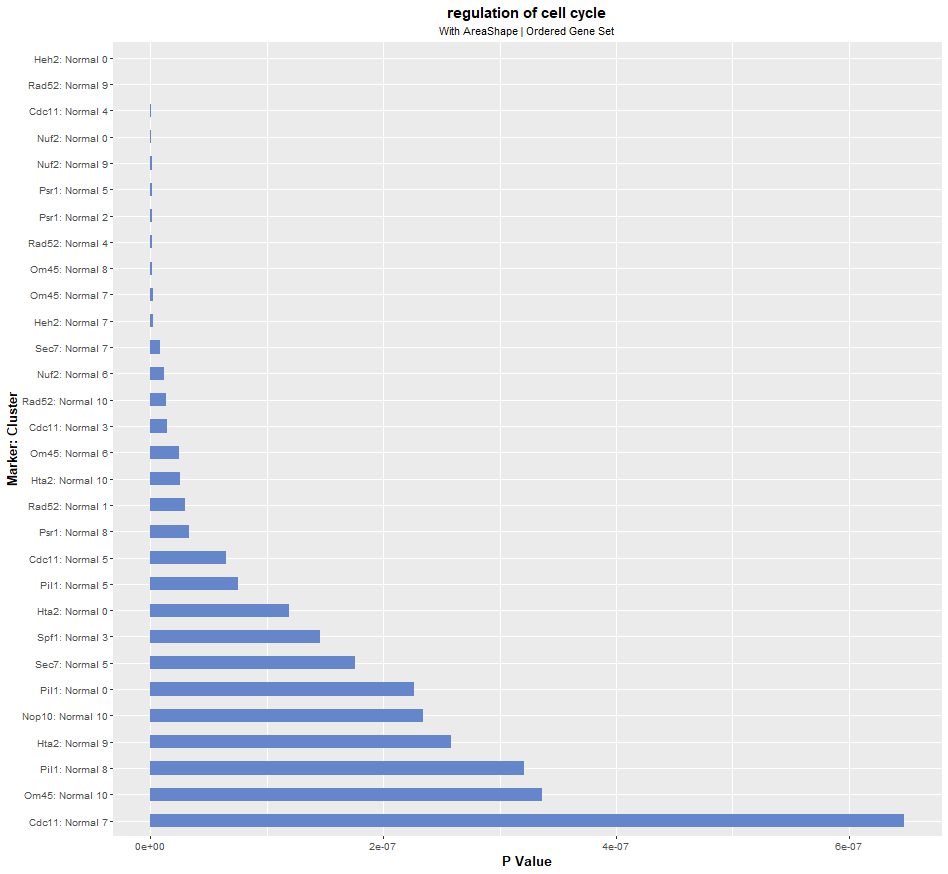 regulation of cell cycle
With AreaShape | Ordered Gene Set
Marker: Cluster
Heh2: Normal 0
Rad52: Normal 9
Cdc11: Normal 4
Nuf2: Normal 0
Nuf2: Normal 9
Psr1: Normal 5
Psr1: Normal 2
Rad52: Normal 4
Om45: Normal 8
Om45: Normal 7
Heh2: Normal 7
Sec7: Normal 7
Nuf2: Normal 6
Rad52: Normal 10
Cdc11: Normal 3
Om45: Normal 6
Hta2: Normal 10
Rad52: Normal 1
Psr1: Normal 8
Cdc11: Normal 5
Pil1: Normal 5
Hta2: Normal 0
Spf1: Normal 3
Sec7: Normal 5
Pil1: Normal 0
Nop10: Normal 10
Hta2: Normal 9
Pil1: Normal 8
Om45: Normal 10
Cdc11: Normal 7
0e+00 2e-07 4e-07 6e-07
P Value